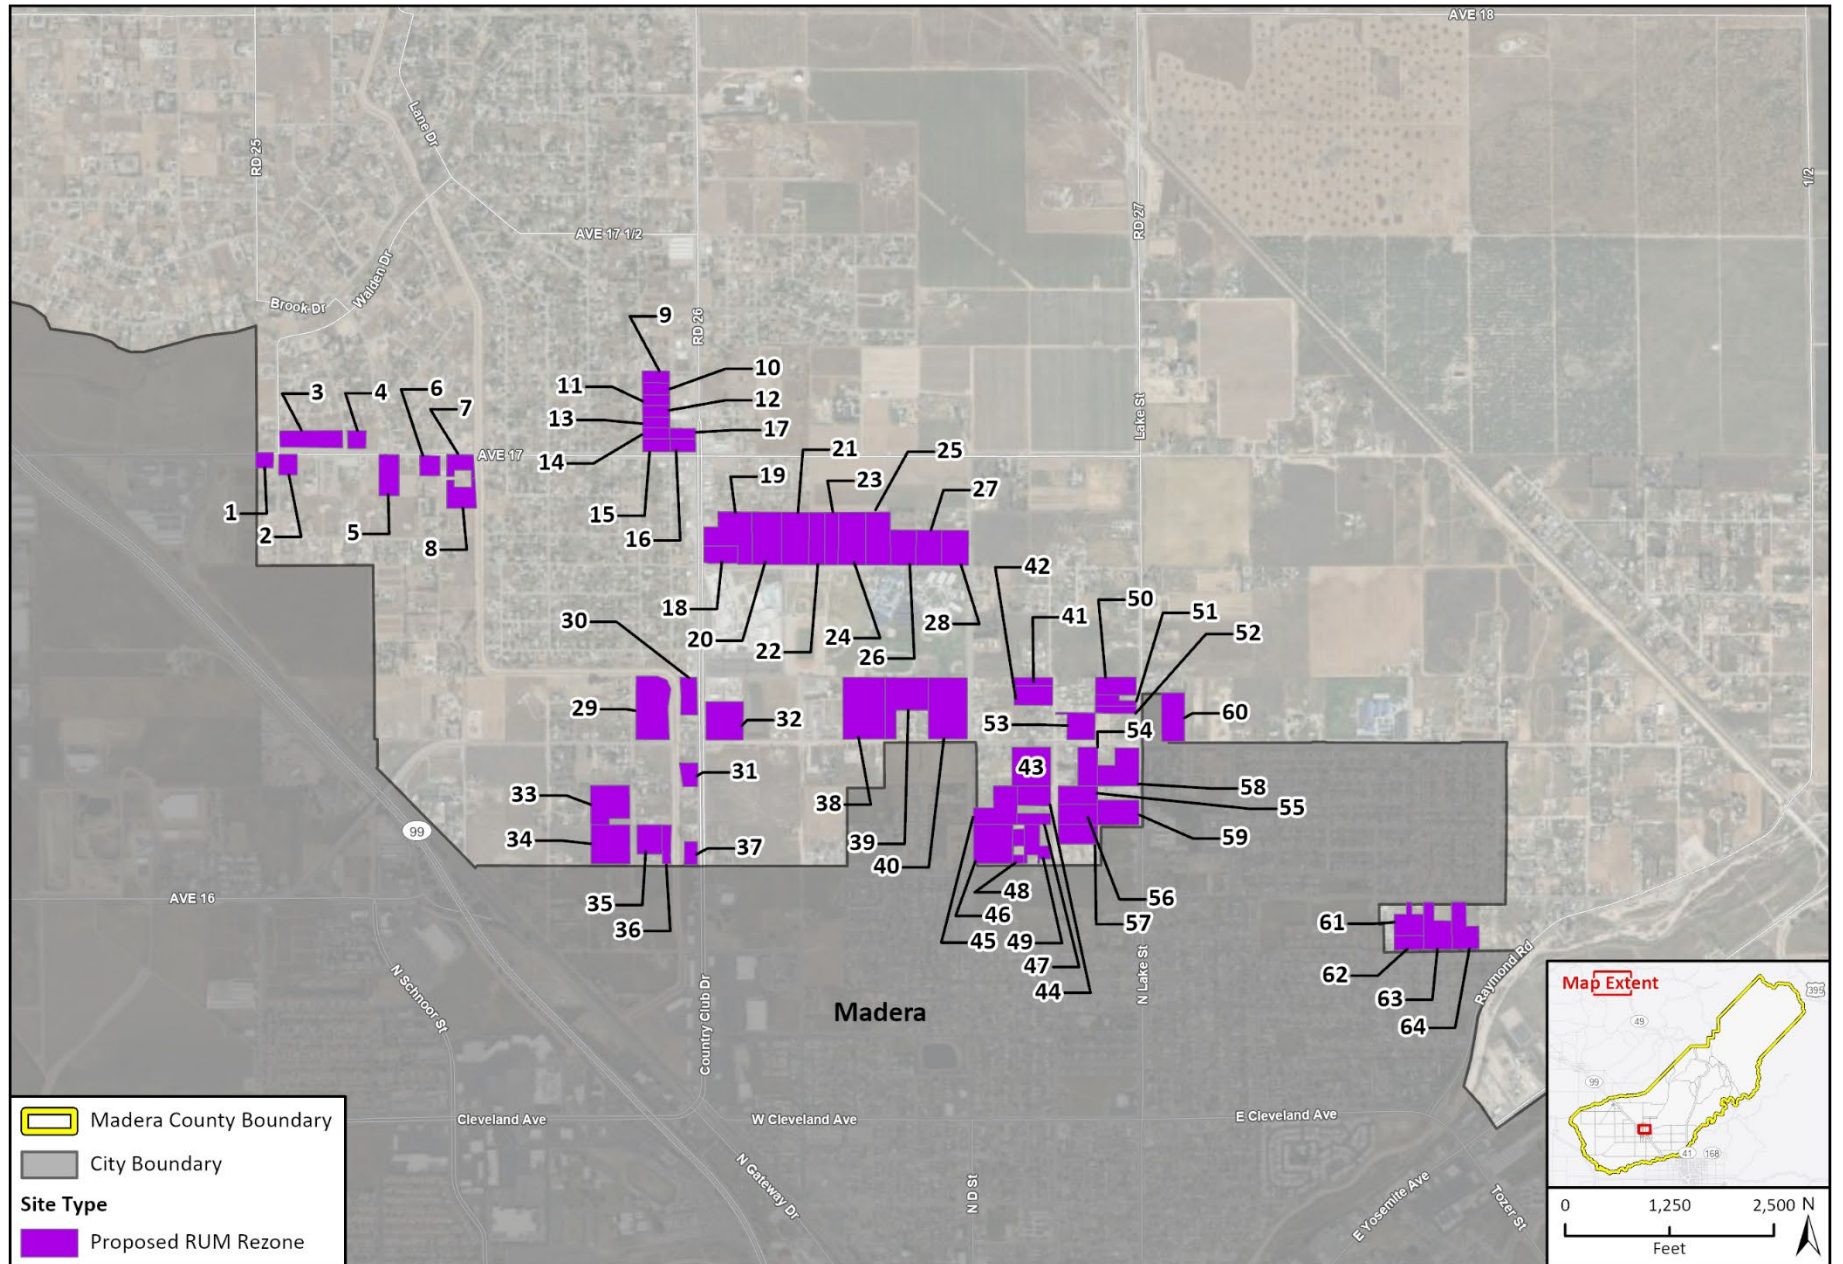 AVE 18
RD 25
Lane Dr
1/2
AVE 17 1/2
RD 27
Walden Dr
Brook Dr
RD 26
9
10
11
12
13
14
15
16
17
3
4
6
7
AVE 17
Lake St
1
2
5
8
19
21
23
25
27
18
20
22
24
26
28
42
41
50
51
52
30
29
32
53
54
60
31
43
33
34
38
58
55
59
37
39
40
99
AVE 16
35
36
48
46
45
49
47
44
56
57
61
62
63
64
N Schnoor St
Country Club Dr
Madera
N Lake St
Raymond Rd
Cleveland Ave
W Cleveland Ave
E Cleveland Ave
N Gateway Dr
N D St
E Yosemite Ave
Tozer St
Madera County Boundary
City Boundary
Site Type
Proposed RUM Rezone
Map Extent
395
49
99
41
168
0 1,250 2,500
Feet
N